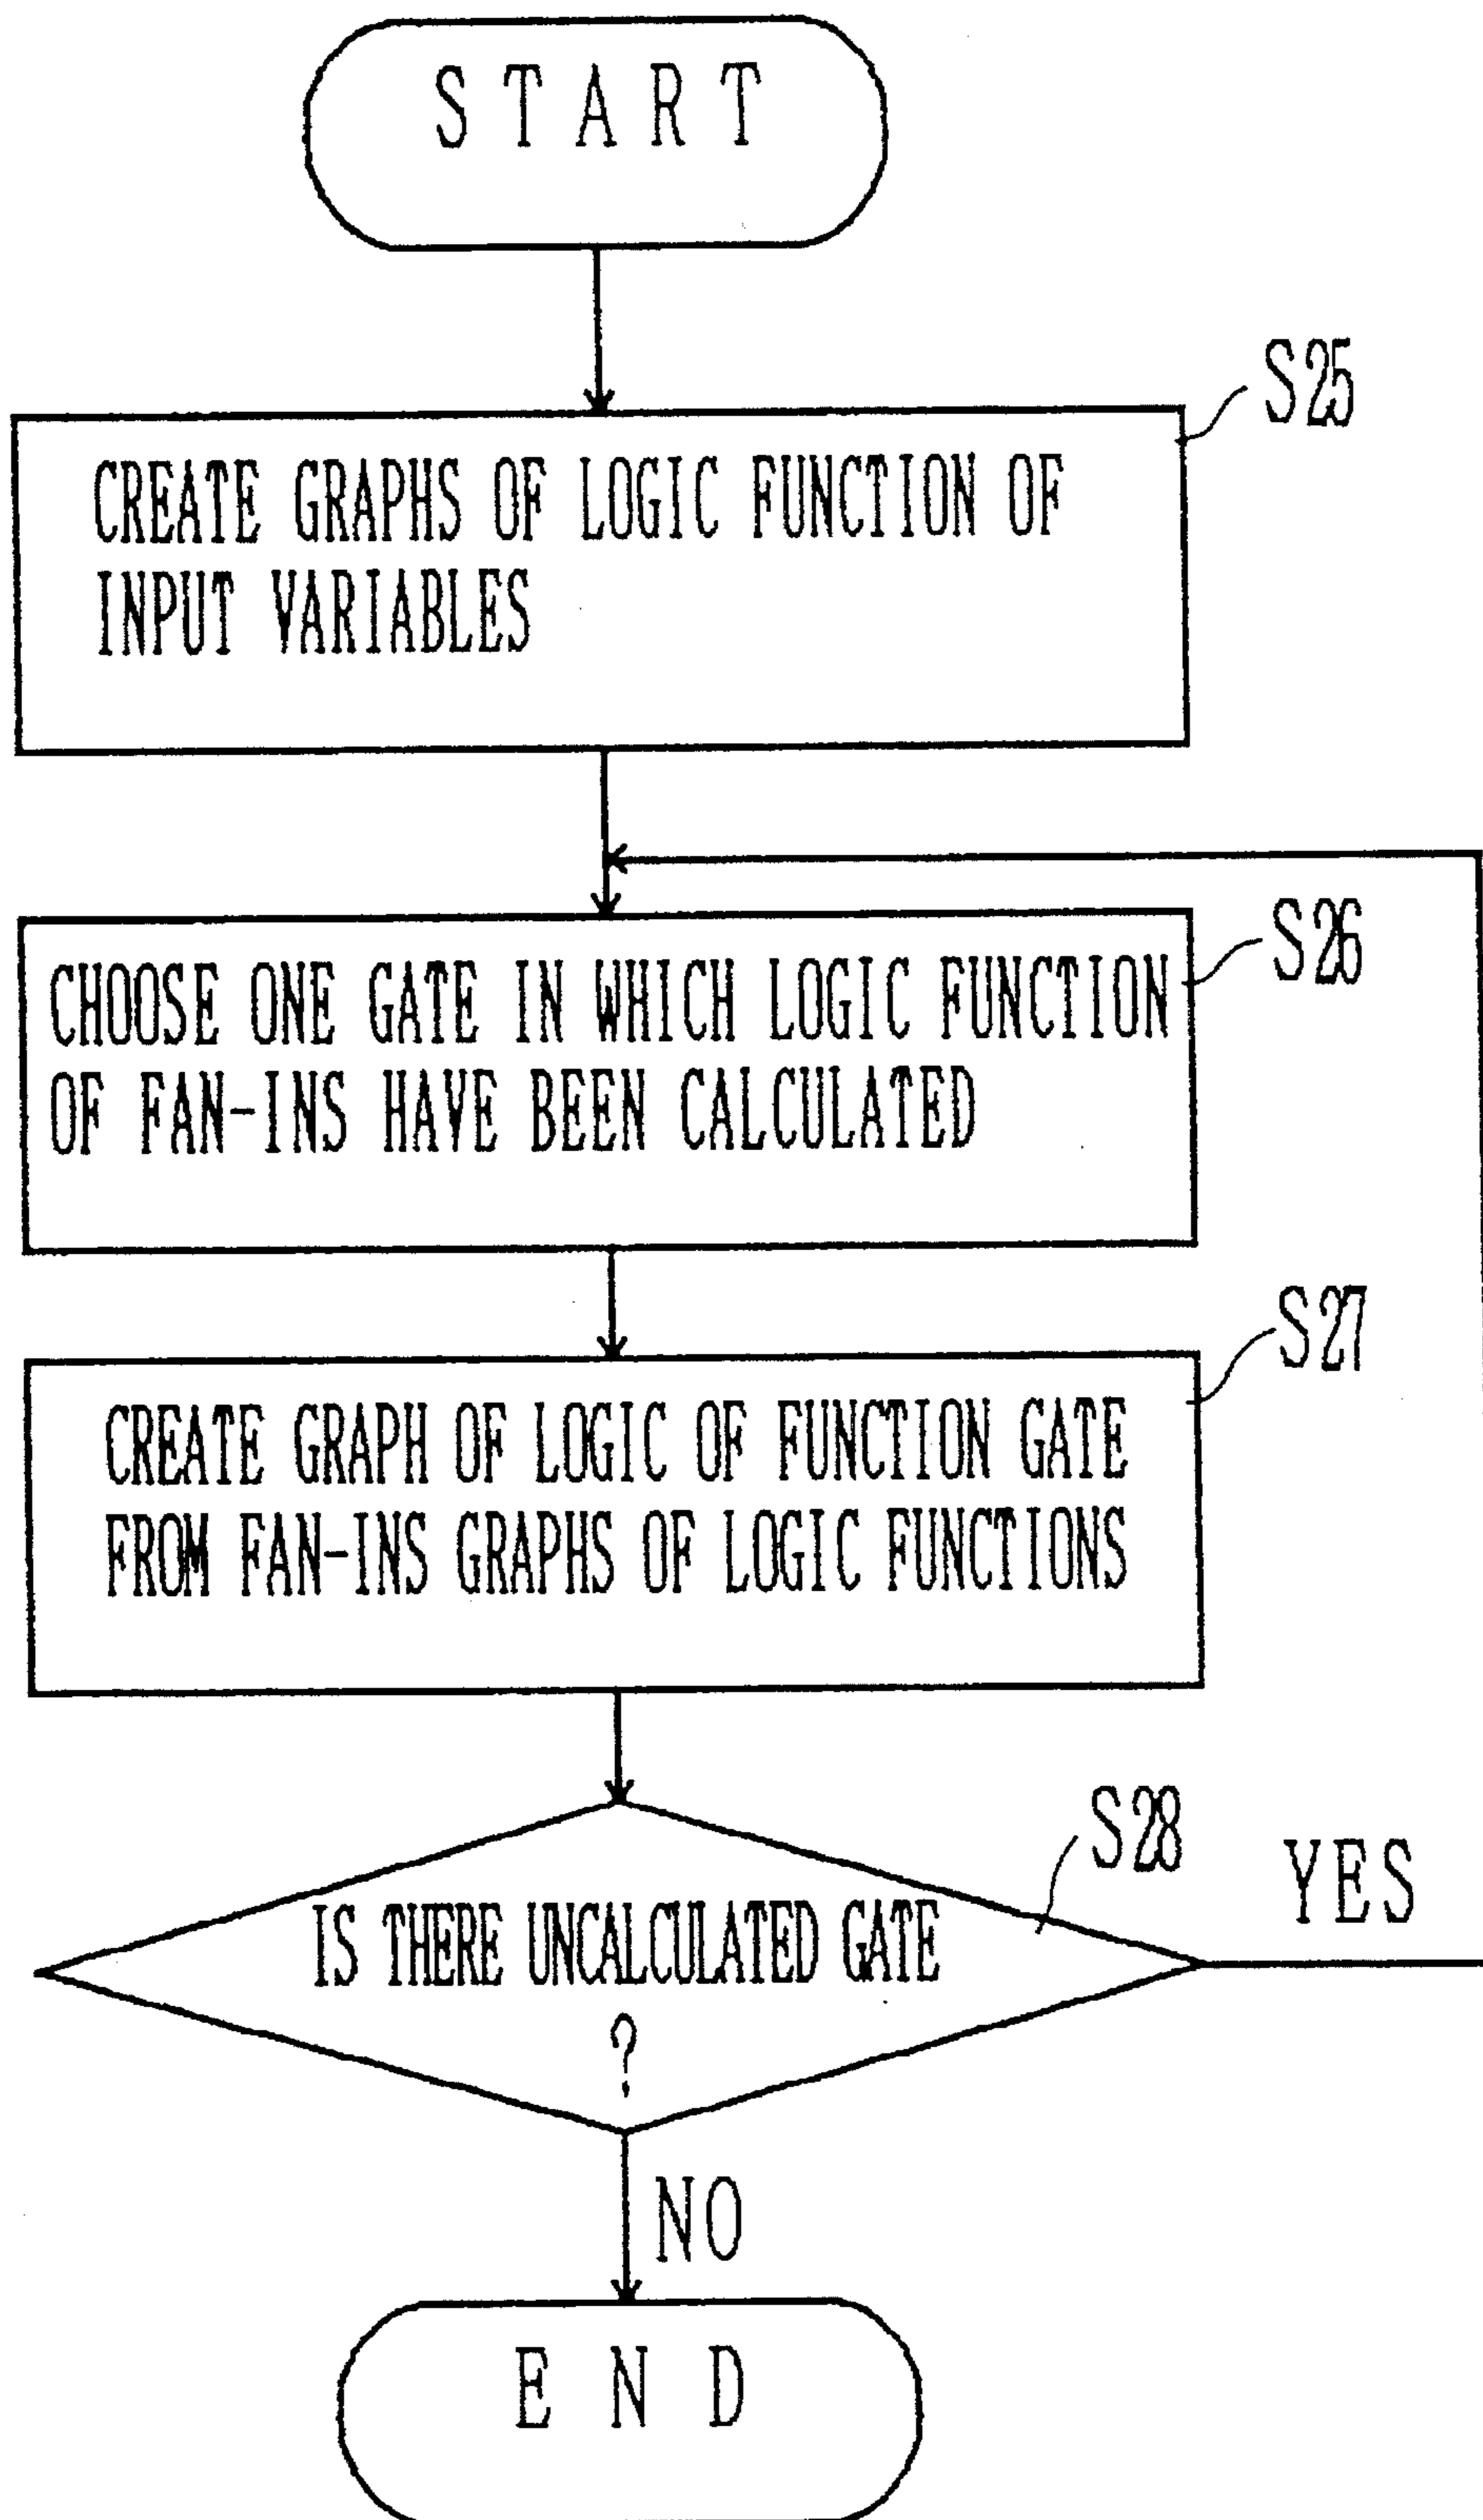 START
S25
CREATE GRAPHS OF LOGIC FUNCTION OF
INPUT VARIABLES
S26
CHOOSE ONE GATE IN WHICH LOGIC FUNCTION
OF FAN-INS HAVE BEEN CALCULATED
S27
CREATE GRAPH OF LOGIC OF FUNCTION GATE
FROM FAN-INS GRAPHS OF LOGIC FUNCTIONS
S28
YES
IS THERE UNCALCULATED GATE
?
NO
END